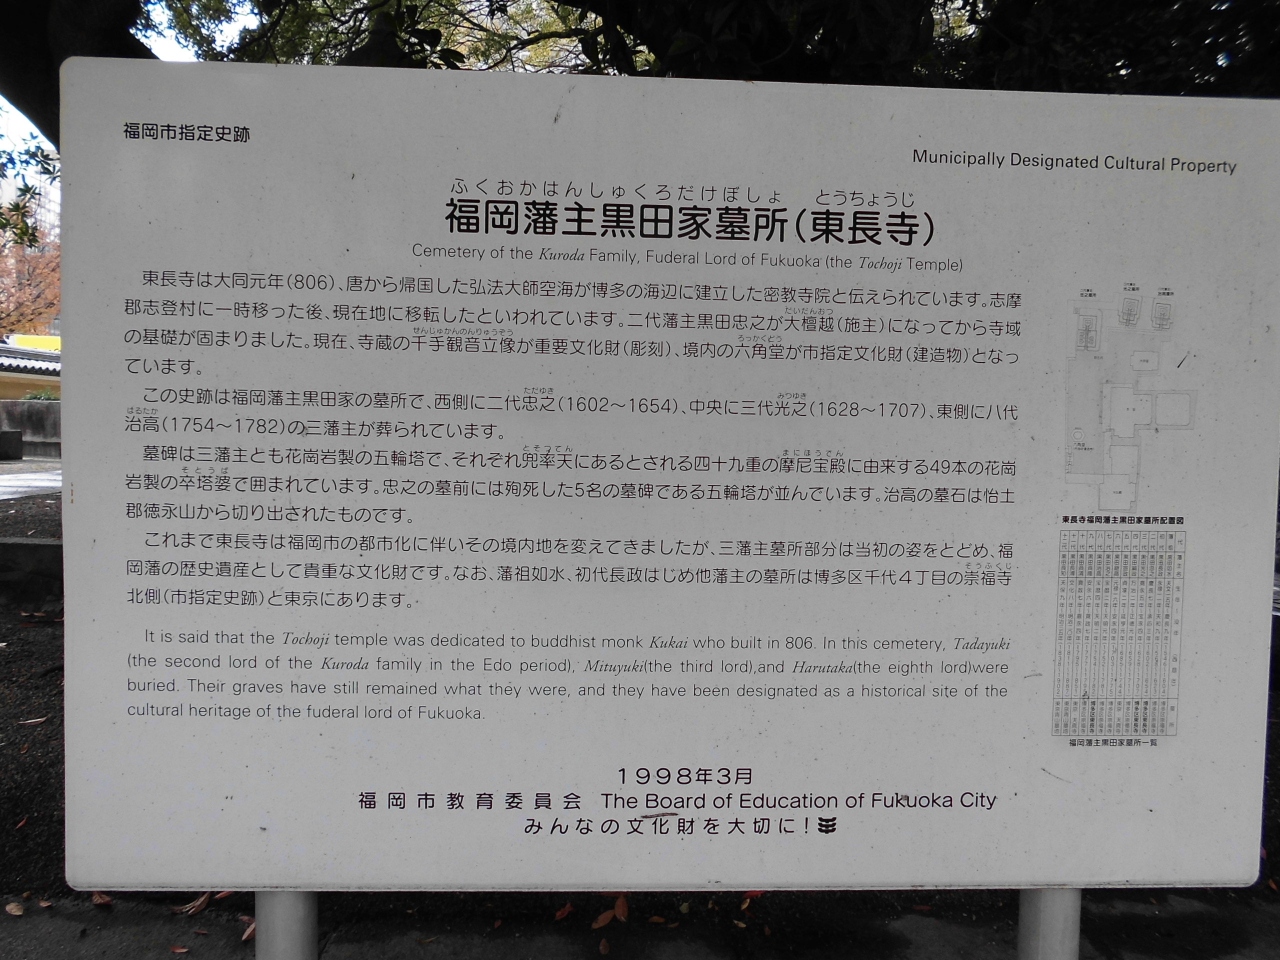 福岡市指定史跡
Municipally Designated Cultural Property
ふくおかはんしゅくろだけぼしょ とうちょうじ
福岡藩主黒田家墓所(東長寺)
Cemetery of the Kuroda Family, Fuderal Lord of Fukuoka (the Tochoji Temple)
東長寺は大同元年(806)、唐から帰国した弘法大師空海が博多の海辺に建立した密教寺院と伝えられています。志摩
郡志登村に一時移った後、現在地に移転したといわれています。二代藩主黒田忠之が大檀越(施主)になってから寺域
の基礎が固まりました。現在、寺蔵の千手観音立像が重要文化財(彫刻)、境内の六角堂が市指定文化財(建造物)となっ
ています。
この史跡は福岡藩主黒田家の墓所で、西側に二代忠之(1602〜1654)、中央に三代光之(1628〜1707)、東側に八代
治高(1754〜1782)の三藩主が葬られています。
墓碑は三藩主とも花崗岩製の五輪塔で、それぞれ兜率天にあるとされる四十九重の摩尼宝殿に由来する49本の花崗
岩製の卒塔婆で囲まれています。忠之の墓前には殉死した5名の墓碑である五輪塔が並んでいます。治高の墓石は怡土
郡徳永山から切り出されたものです。
これまで東長寺は福岡市の都市化に伴いその境内地を変えてきましたが、三藩主墓所部分は当初の姿をとどめ、福
岡藩の歴史遺産として貴重な文化財です。なお、藩祖如水、初代長政はじめ他藩主の墓所は博多区千代4丁目の崇福寺
北側(市指定史跡)と東京にあります。
It is said that the Tochoji temple was dedicated to buddhist monk Kukai who built in 806. In this cemetery, Tadayuki
(the second lord of the Kuroda family in the Edo period), Mituyuki(the third lord),and Harutaka(the eighth lord)were
buried. Their graves have still remained what they were, and they have been designated as a historical site of the
cultural heritage of the fuderal lord of Fukuoka.
東長寺福岡藩主黒田家墓所配置図
福岡藩主黒田家墓所一覧
1998年3月
福岡市教育委員会 The Board of Education of Fukuoka City
みんなの文化財を大切に!